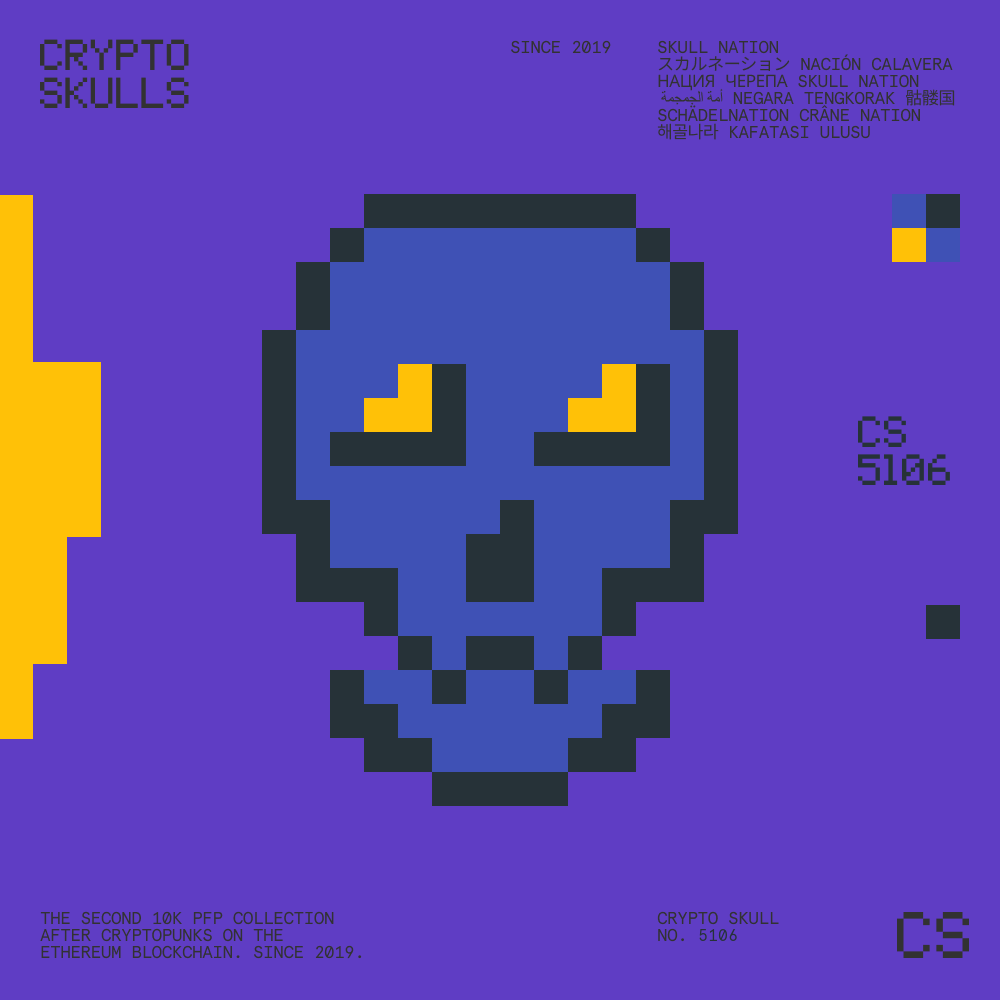 CRYPTO
SKULLS
SINCE 2019
SKULL NATION
スカルネーション NACIÓN CALAVERA
НАЦИЯ ЧЕРЕПА SKULL NATION
أمة الجمجمة NEGARA TENGKORAK 骷髅国
SCHÄDELNATION CRÂNE NATION
해골나라 KAFATASI ULUSU
CS
5106
THE SECOND 10K PFP COLLECTION
AFTER CRYPTOPUNKS ON THE
ETHEREUM BLOCKCHAIN. SINCE 2019.
CRYPTO SKULL
NO. 5106
CS